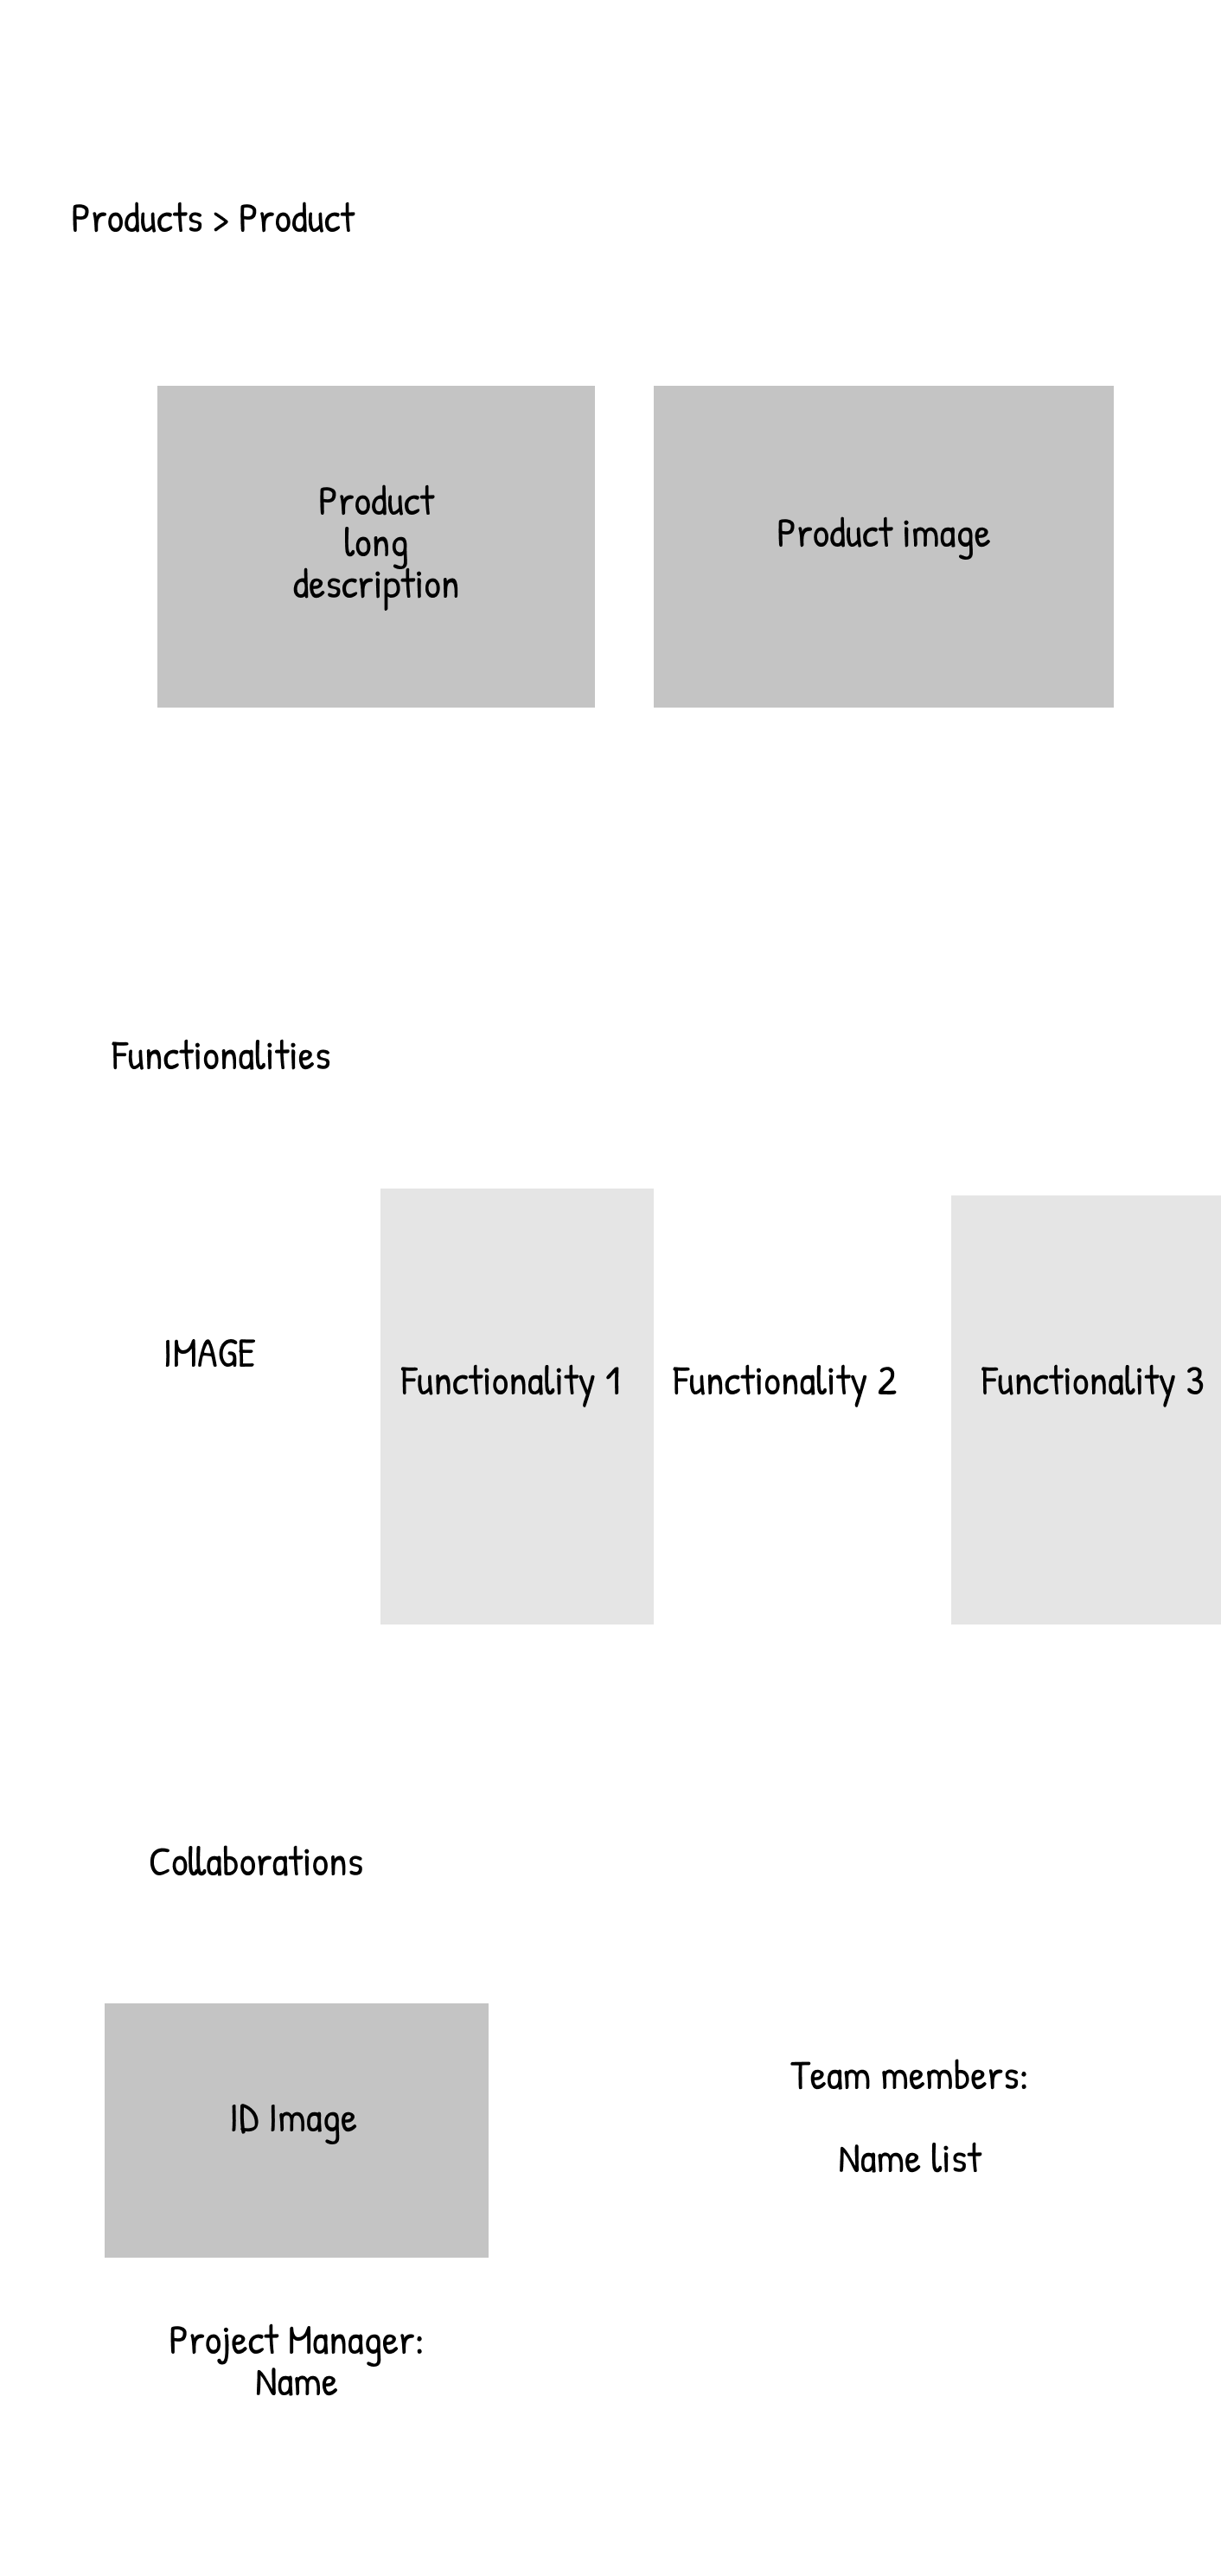 Products > Product
Product
long
description
Product image
Functionalities
IMAGE
Functionality 1
Functionality 2
Functionality 3
Collaborations
ID Image
Project Manager:
Name
Team members:
Name list